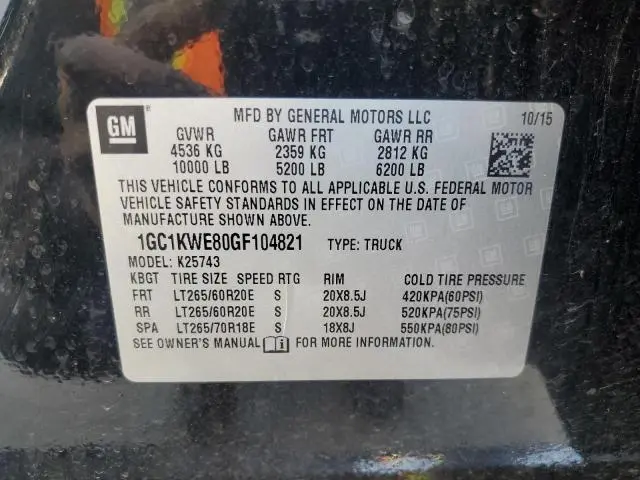 GM ®
MFD BY GENERAL MOTORS LLC 10/15
GVWR GAWR FRT GAWR RR
4536 KG 2359 KG 2812 KG
10000 LB 5200 LB 6200 LB
THIS VEHICLE CONFORMS TO ALL APPLICABLE U.S. FEDERAL MOTOR
VEHICLE SAFETY STANDARDS IN EFFECT ON THE DATE OF
MANUFACTURE SHOWN ABOVE.
1GC1KWE80GF104821 TYPE: TRUCK
MODEL: K25743
KBGT TIRE SIZE SPEED RTG RIM COLD TIRE PRESSURE
FRT LT265/60R20E S 20X8.5J 420KPA(60PSI)
RR LT265/60R20E S 20X8.5J 520KPA(75PSI)
SPA LT265/70R18E S 18X8J 550KPA(80PSI)
SEE OWNER'S MANUAL FOR MORE INFORMATION.